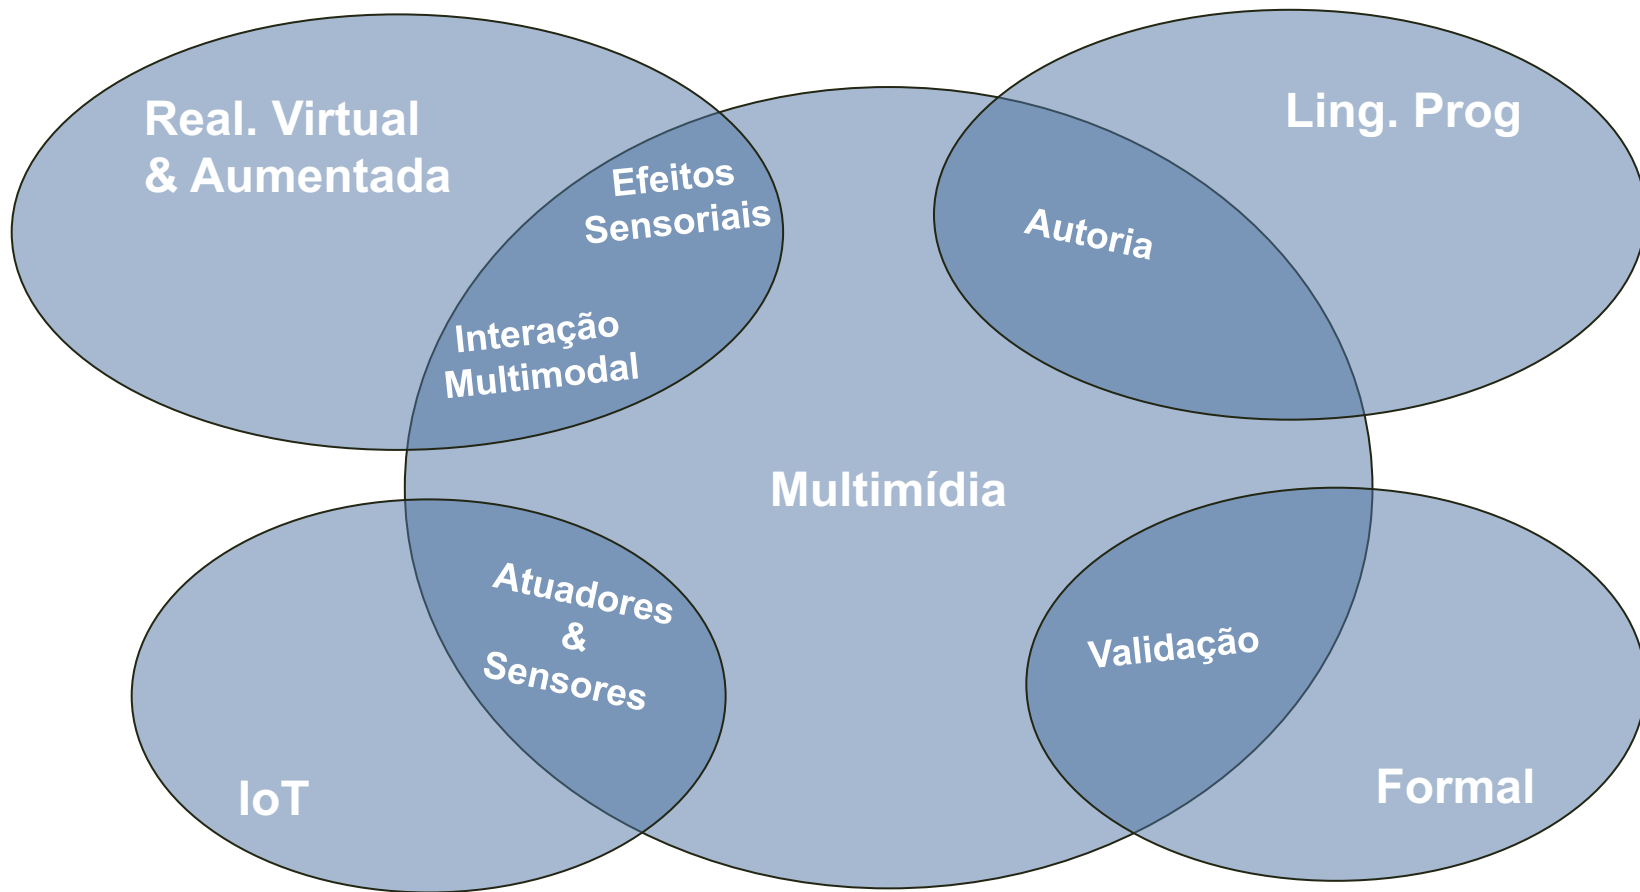 Real. Virtual
& Aumentada
Efeitos
Sensoriais
Interação
Multimodal
Ling. Prog
Autoria
Multimídia
Atuadores
&
Sensores
IoT
Validação
Formal